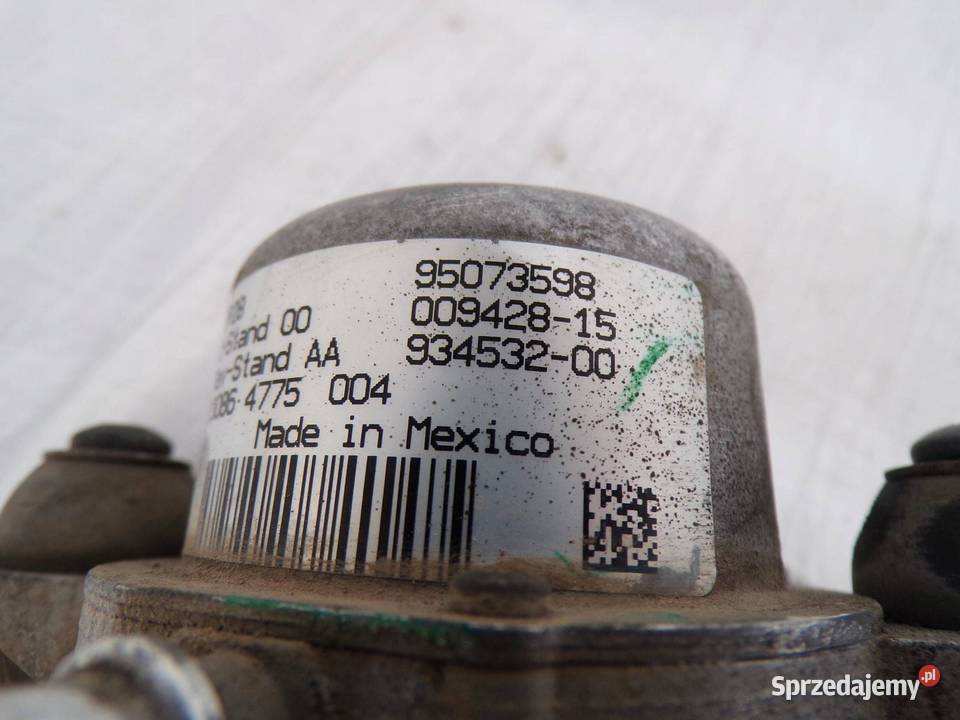 95073598
-Stand 00 009428-15
-Stand AA 934532-00
4775 004
Made in Mexico
Sprzedajemy.pl